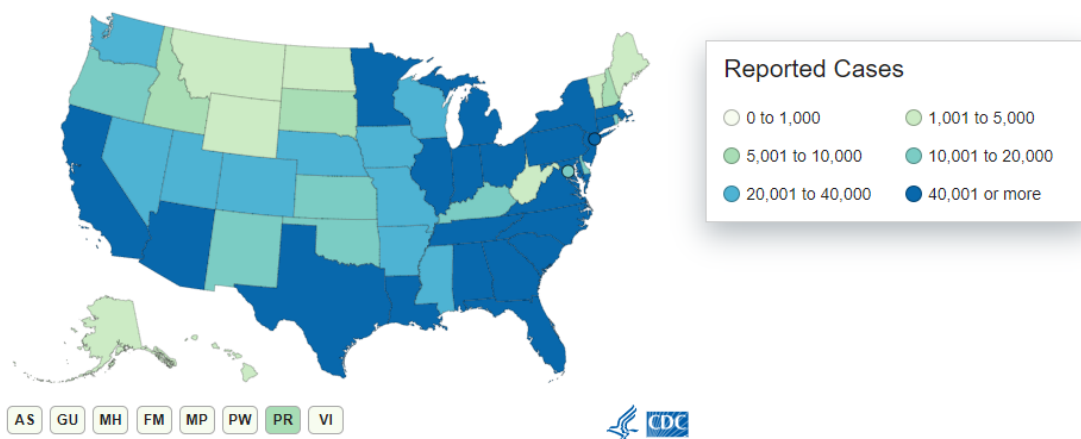 Reported Cases
0 to 1,000
1,001 to 5,000
5,001 to 10,000
10,001 to 20,000
20,001 to 40,000
40,001 or more
AS GU MH FM MP PW PR VI
CDC